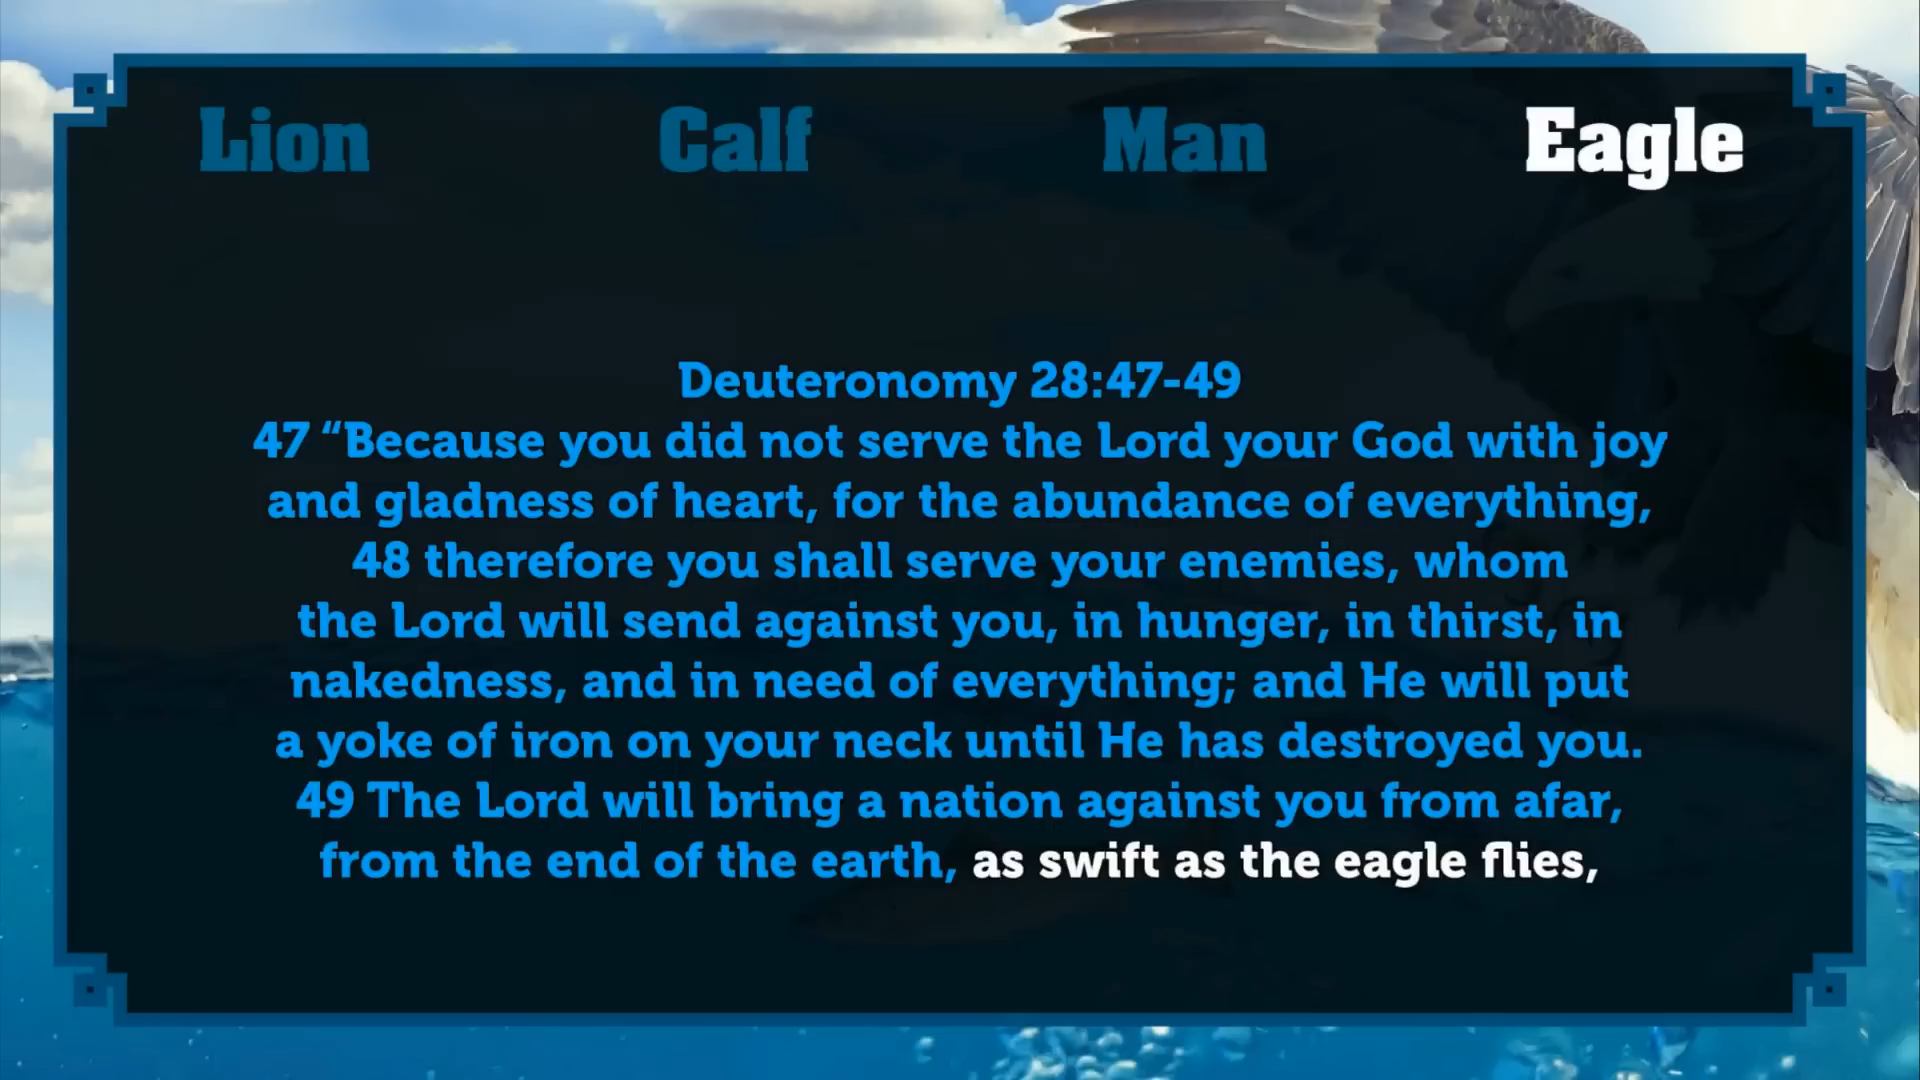 Lion Calf Man Eagle
Deuteronomy 28:47-49
47 “Because you did not serve the Lord your God with joy
and gladness of heart, for the abundance of everything,
48 therefore you shall serve your enemies, whom
the Lord will send against you, in hunger, in thirst, in
nakedness, and in need of everything; and He will put
a yoke of iron on your neck until He has destroyed you.
49 The Lord will bring a nation against you from afar,
from the end of the earth, as swift as the eagle flies,